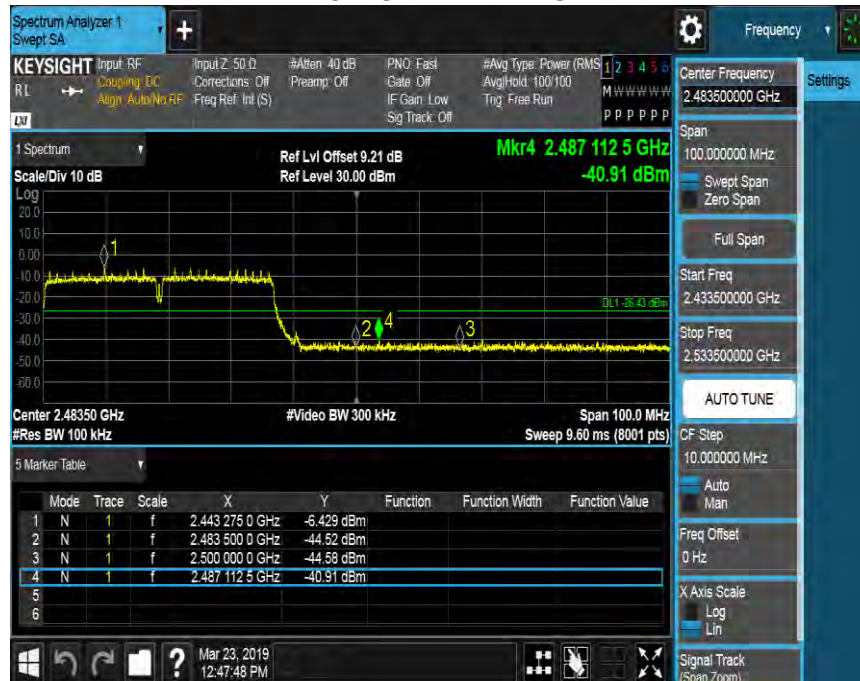 Spectrum Analyzer 1
Swept SA
+
Frequency
KEYSIGHT Input: RF Input Z: 50 Ω #Atten: 40 dB PNO: Fast #Avg Type: Power (RMS 1 2 3 4 5 6
RL Coupling: DC Corrections: Off Preamp: Off Gate: Off Avg|Hold: 100/100 M W W W W W
Align: Auto/No RF Freq Ref: Int (S) IF Gain: Low Trig: Free Run
Sig Track: Off P P P P P P
LXI
Settings
Center Frequency
2.483500000 GHz
Span
100.000000 MHz
Swept Span
Zero Span
Full Span
Start Freq
2.433500000 GHz
Stop Freq
2.533500000 GHz
AUTO TUNE
CF Step
10.000000 MHz
Auto
Man
Freq Offset
0 Hz
X Axis Scale
Log
Lin
Signal Track
(Span Zoom)
1 Spectrum
Scale/Div 10 dB
Ref Lvl Offset 9.21 dB
Ref Level 30.00 dBm
Mkr4 2.487 112 5 GHz
-40.91 dBm
Log
20.0
10.0
0.00
-10.0
-20.0
-30.0
-40.0
-50.0
-60.0
1
2
4
3
DL1 -26.43 dBm
Center 2.48350 GHz #Video BW 300 kHz Span 100.0 MHz
#Res BW 100 kHz Sweep 9.60 ms (8001 pts)
5 Marker Table
Mode Trace Scale X Y Function Function Width Function Value
1 N 1 f 2.443 275 0 GHz -6.429 dBm
2 N 1 f 2.483 500 0 GHz -44.52 dBm
3 N 1 f 2.500 000 0 GHz -44.58 dBm
4 N 1 f 2.487 112 5 GHz -40.91 dBm
5
6
?
Mar 23, 2019
12:47:48 PM